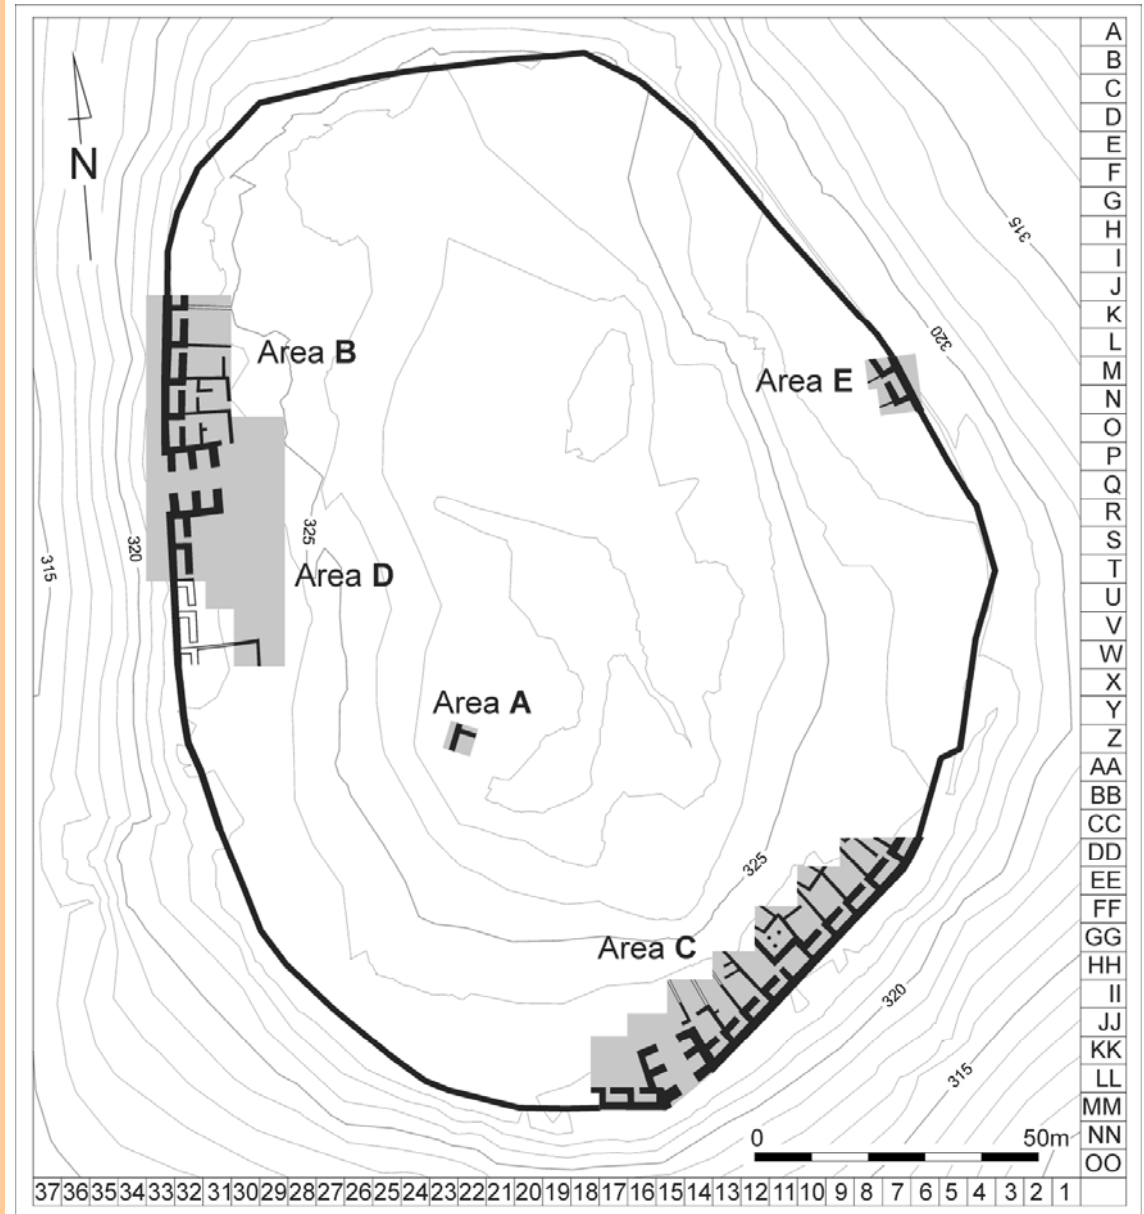 A
B
C
D
E
N
F
G
315
H
I
J
K
320
L
Area B
M
Area E
N
O
P
Q
R
325
S
320
315
T
Area D
U
V
W
X
Area A
Y
Z
AA
BB
CC
DD
325
EE
FF
Area C
GG
HH
320
II
JJ
KK
315
LL
MM
0 50m
NN
OO
37 36 35 34 33 32 31 30 29 28 27 26 25 24 23 22 21 20 19 18 17 16 15 14 13 12 11 10 9 8 7 6 5 4 3 2 1